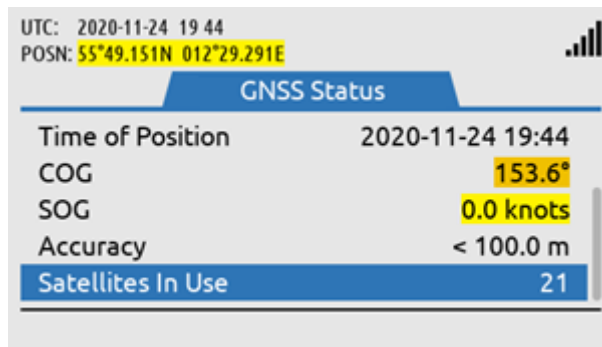 UTC: 2020-11-24 19 44
POSN: 55°49.151N 012°29.291E
GNSS Status
Time of Position 2020-11-24 19:44
COG 153.6°
SOG 0.0 knots
Accuracy < 100.0 m
Satellites In Use 21